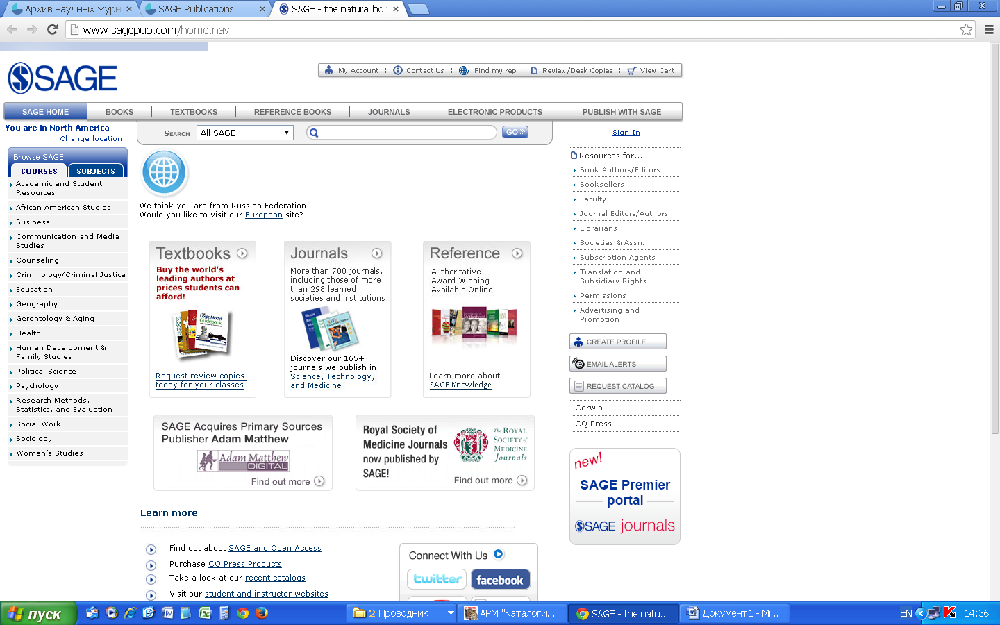 Архив научных журн
SAGE Publications
SAGE - the natural hor
www.sagepub.com/home.nav
SAGE
My Account
Contact Us
Find my rep
Review/Desk Copies
View Cart
SAGE HOME
BOOKS
TEXTBOOKS
REFERENCE BOOKS
JOURNALS
ELECTRONIC PRODUCTS
PUBLISH WITH SAGE
You are in North America
Change location
SEARCH
All SAGE
GO »
Sign In
Browse SAGE
COURSES
SUBJECTS
Academic and Student
Resources
African American Studies
Business
Communication and Media
Studies
Counseling
Criminology/Criminal Justice
Education
Geography
Gerontology & Aging
Health
Human Development &
Family Studies
Political Science
Psychology
Research Methods,
Statistics, and Evaluation
Social Work
Sociology
Women's Studies
We think you are from Russian Federation.
Would you like to visit our European site?
Textbooks
Buy the world's
leading authors at
prices students can
afford!
Logic Model
Guidebook
Request review copies
today for your classes
Journals
More than 700 journals,
including those of more
than 298 learned
societies and institutions
Discover our 165+
journals we publish in
Science, Technology,
and Medicine
Reference
Authoritative
Award-Winning
Available Online
Learn more about
SAGE Knowledge
SAGE Acquires Primary Sources
Publisher Adam Matthew
Adam Matthew
DIGITAL
Find out more
Royal Society of
Medicine Journals
now published by
SAGE!
THE ROYAL
SOCIETY OF
MEDICINE
JOURNALS
Find out more
Learn more
Find out about SAGE and Open Access
Purchase CQ Press Products
Take a look at our recent catalogs
Visit our student and instructor websites
Connect With Us
twitter
facebook
Resources for...
Book Authors/Editors
Booksellers
Faculty
Journal Editors/Authors
Librarians
Societies & Assn.
Subscription Agents
Translation and
Subsidiary Rights
Permissions
Advertising and
Promotion
CREATE PROFILE
EMAIL ALERTS
REQUEST CATALOG
Corwin
CQ Press
new!
SAGE Premier
portal
SAGE journals
пуск
2 Проводник
АРМ "Каталоги...
SAGE - the natu...
Документ1 - Mi...
EN
14:36